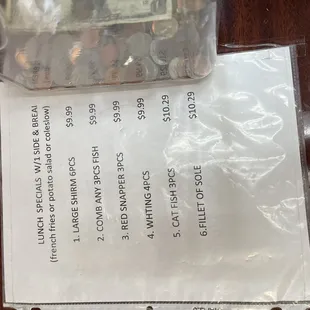 LUNCH SPECIALS W/1 SIDE & BREAI
(french fries or potato salad or coleslow)
1. LARGE SHIRM 6PCS $9.99
2. COMB ANY 3PCS FISH $9.99
3. RED SNAPPER 3PCS $9.99
4. WHTING 4PCS $9.99
5. CAT FISH 3PCS $10.29
6.FILLET OF SOLE $10.29